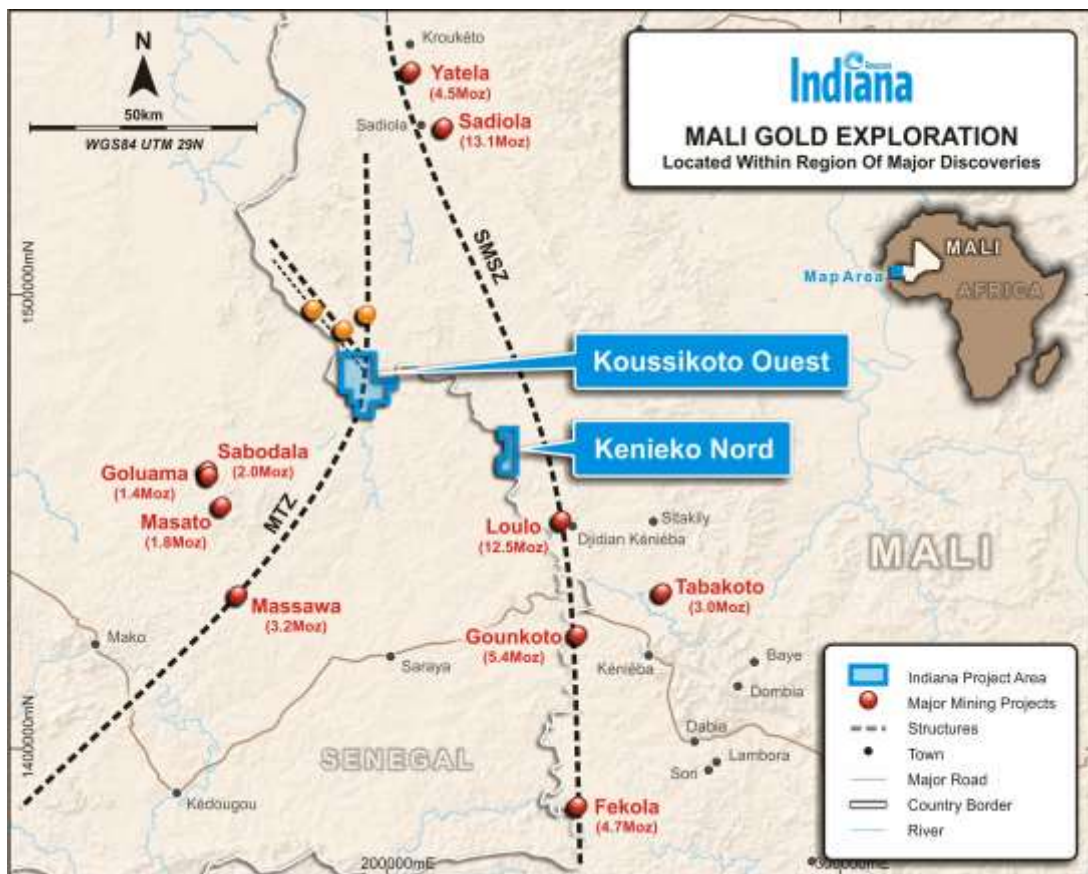 N
50km
WGS84 UTM 29N
Kroukéto
Yatela
(4.5Moz)
Sadiola
Sadiola
(13.1Moz)
Resources
Indiana
MALI GOLD EXPLORATION
Located Within Region Of Major Discoveries
MALI
Map Area
AFRICA
1500000mN
SMSZ
Koussikoto Ouest
Kenieko Nord
Sabodala
(2.0Moz)
Goluama
(1.4Moz)
Masato
(1.8Moz)
MTZ
Loulo
(12.5Moz)
Djidian Kéniéba
Sitakily
MALI
Massawa
(3.2Moz)
Tabakoto
(3.0Moz)
Mako
Saraya
Gounkoto
(5.4Moz)
Kéniéba
Baye
Dombia
Dabia
Lambora
Sori
1400000mN
SENEGAL
Kédougou
Fekola
(4.7Moz)
200000mE
300000mE
Indiana Project Area
Major Mining Projects
Structures
Town
Major Road
Country Border
River